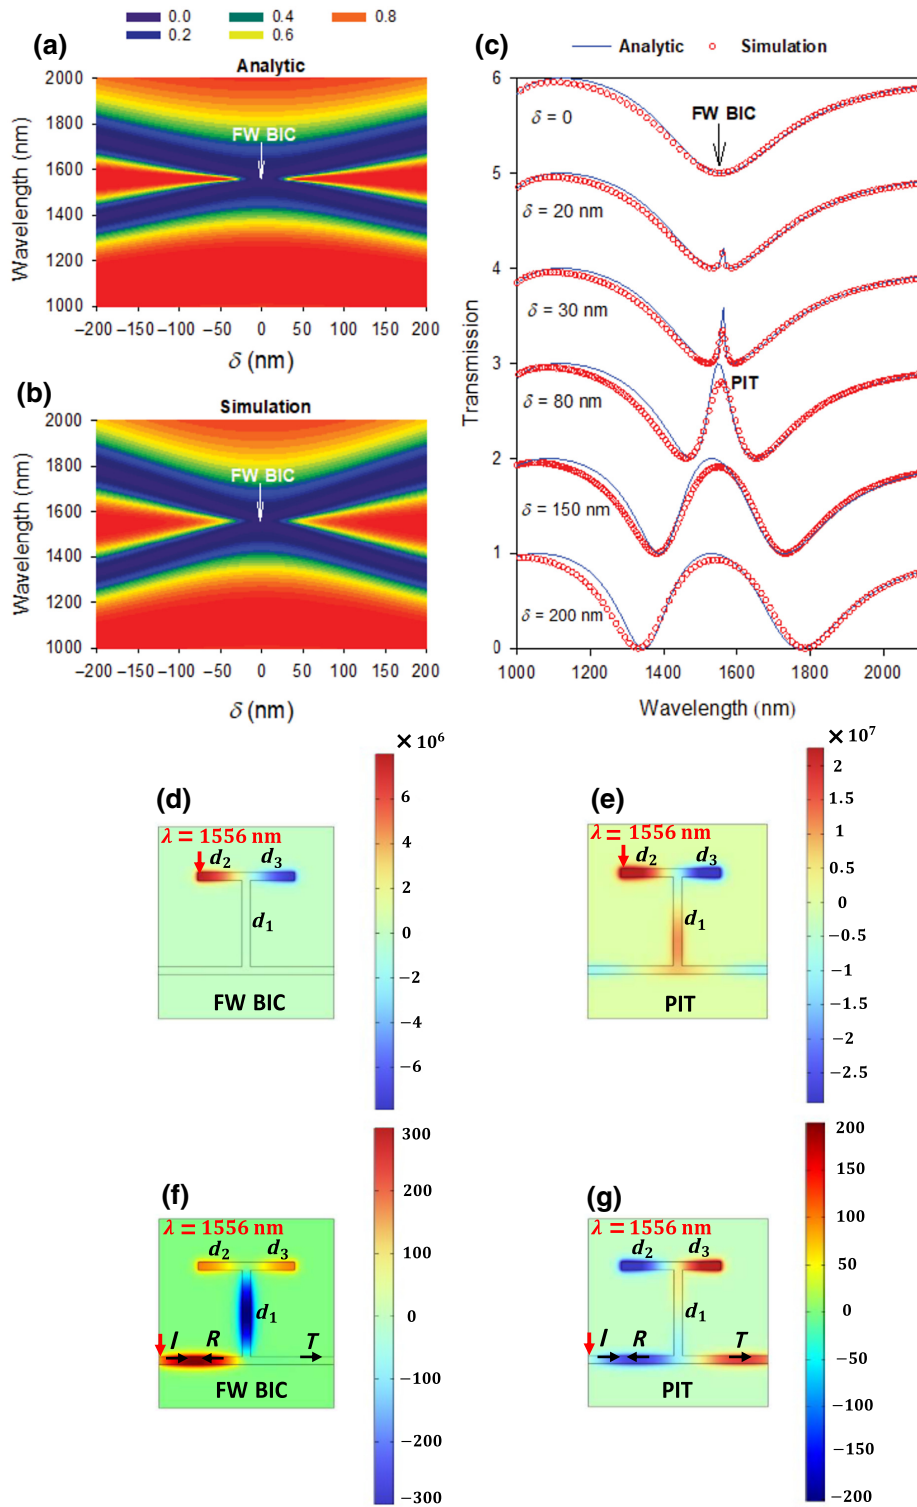 0.0 0.4 0.8
0.2 0.6
(a)
Analytic
2000
1800
1600
1400
1200
1000
Wavelength (nm)
FW BIC
−200 −150 −100 −50 0 50 100 150 200
δ (nm)
(b)
Simulation
2000
1800
1600
1400
1200
1000
Wavelength (nm)
FW BIC
−200 −150 −100 −50 0 50 100 150 200
δ (nm)
(c)
Analytic Simulation
6
5
4
3
2
1
0
Transmission
δ = 0
FW BIC
δ = 20 nm
δ = 30 nm
PIT
δ = 80 nm
δ = 150 nm
δ = 200 nm
1000 1200 1400 1600 1800 2000
Wavelength (nm)
(d)
λ = 1556 nm
d2 d3
d1
FW BIC
× 10^6
6
4
2
0
−2
−4
−6
(e)
λ = 1556 nm
d2 d3
d1
PIT
× 10^7
2
1.5
1
0.5
0
−0.5
−1
−1.5
−2
−2.5
(f)
λ = 1556 nm
d2 d3
d1
I R T
FW BIC
300
200
100
0
−100
−200
−300
(g)
λ = 1556 nm
d2 d3
d1
I R T
PIT
200
150
100
50
0
−50
−100
−150
−200